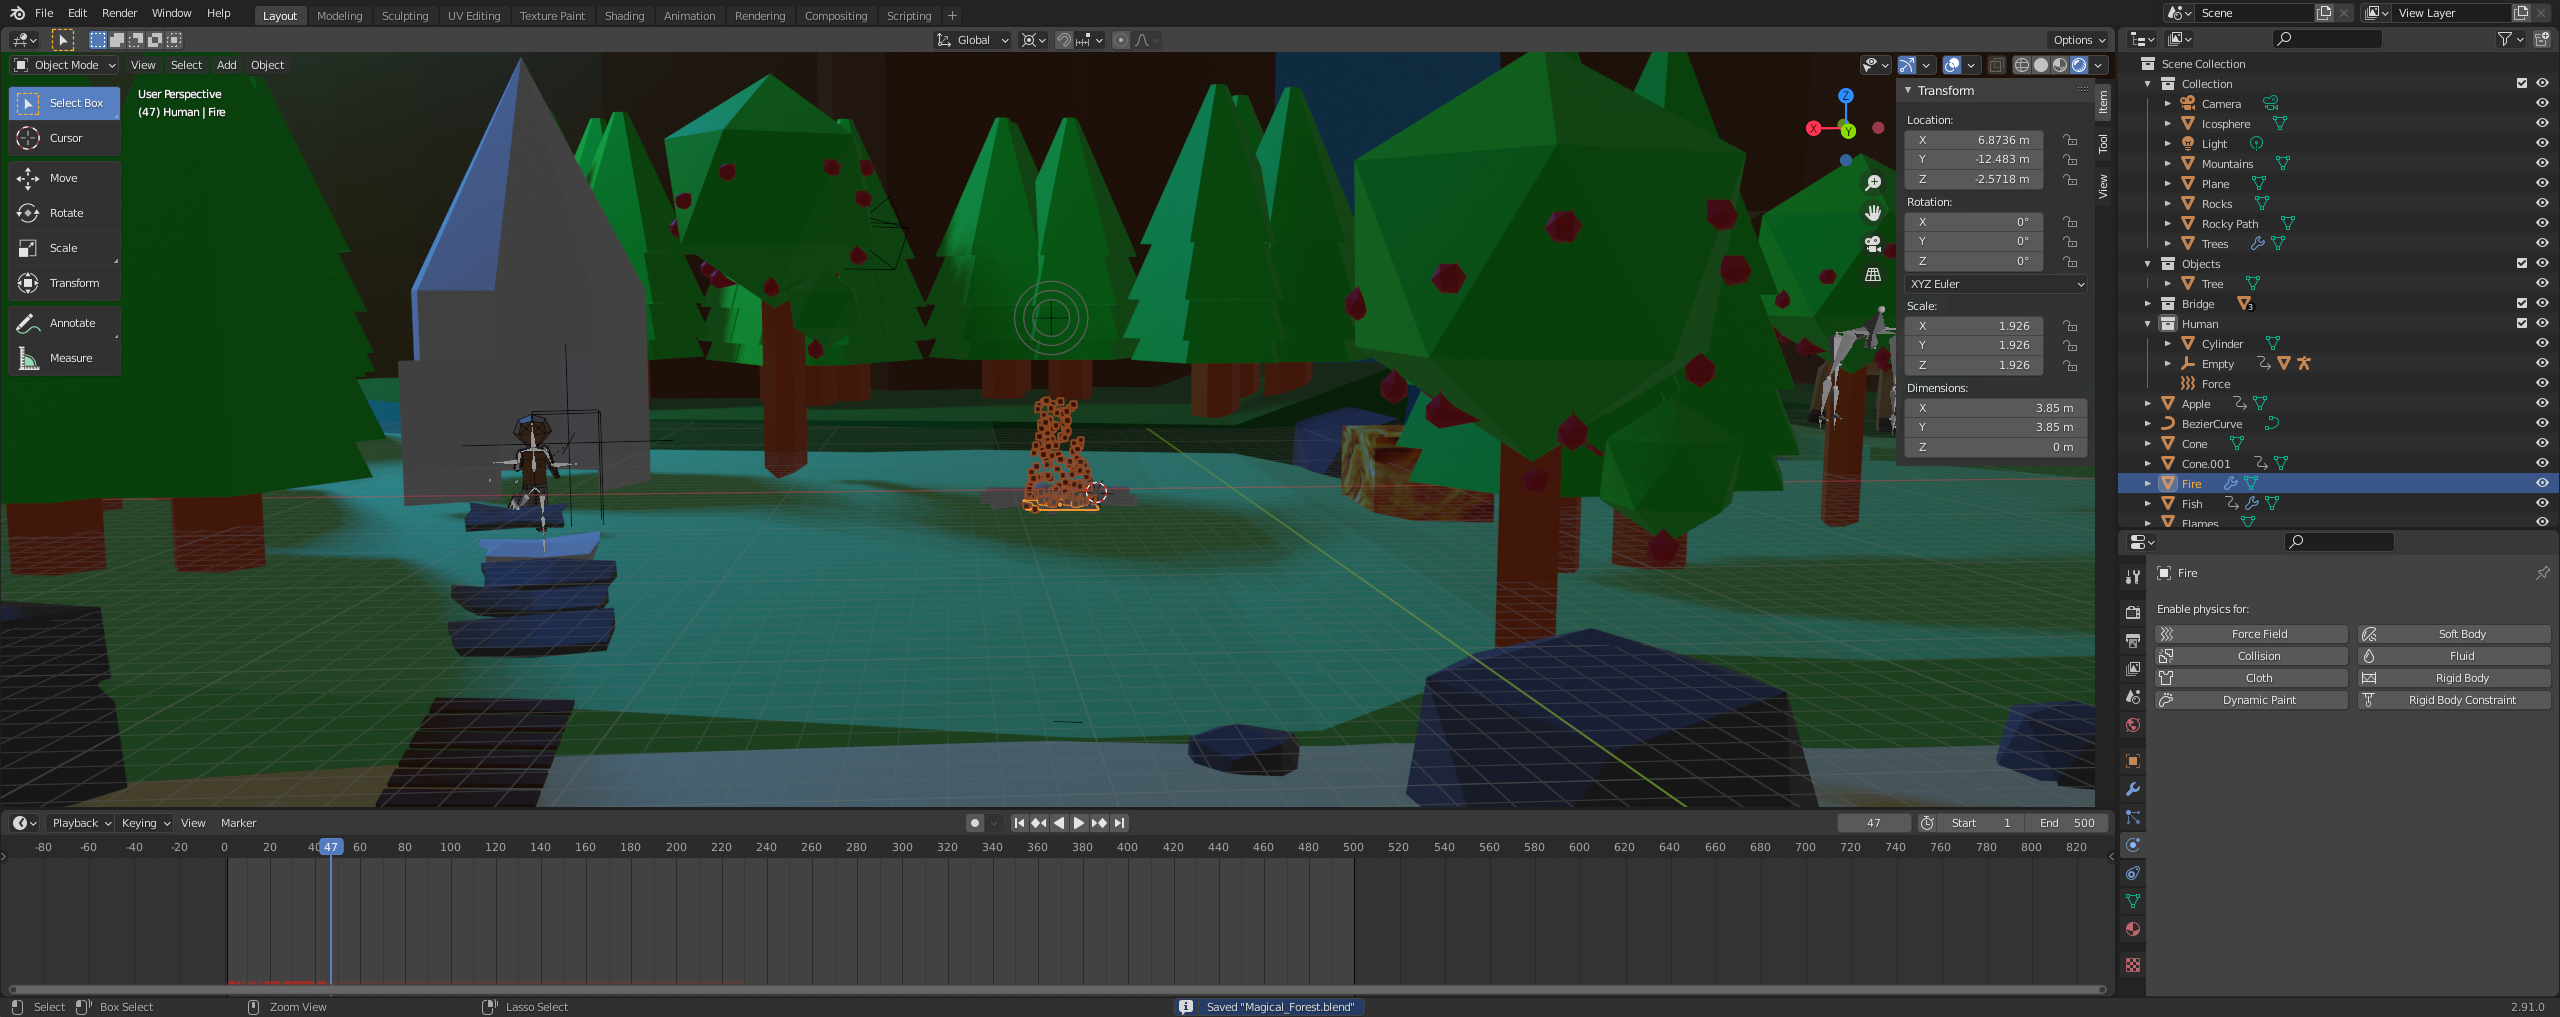 File Edit Render Window Help Layout Modeling Sculpting UV Editing Texture Paint Shading Animation Rendering Compositing Scripting + Scene View Layer
Global Options
Object Mode View Select Add Object
User Perspective
(47) Human | Fire
Select Box
Cursor
Move
Rotate
Scale
Transform
Annotate
Measure
Z
X
Y
Transform
Location:
X 6.8736 m
Y -12.483 m
Z -2.5718 m
Rotation:
X 0°
Y 0°
Z 0°
XYZ Euler
Scale:
X 1.926
Y 1.926
Z 1.926
Dimensions:
X 3.85 m
Y 3.85 m
Z 0 m
Item
Tool
View
Scene Collection
Collection
Camera
Icosphere
Light
Mountains
Plane
Rocks
Rocky Path
Trees
Objects
Tree
Bridge 3
Human
Cylinder
Empty
Force
Apple
BezierCurve
Cone
Cone.001
Fire
Fish
Flames
Fire
Enable physics for:
Force Field Soft Body
Collision Fluid
Cloth Rigid Body
Dynamic Paint Rigid Body Constraint
Playback Keying View Marker 47 Start 1 End 500
-80 -60 -40 -20 0 20 40 47 60 80 100 120 140 160 180 200 220 240 260 280 300 320 340 360 380 400 420 440 460 480 500 520 540 560 580 600 620 640 660 680 700 720 740 760 780 800 820
Select Box Select Zoom View Lasso Select Saved "Magical_Forest.blend" 2.91.0